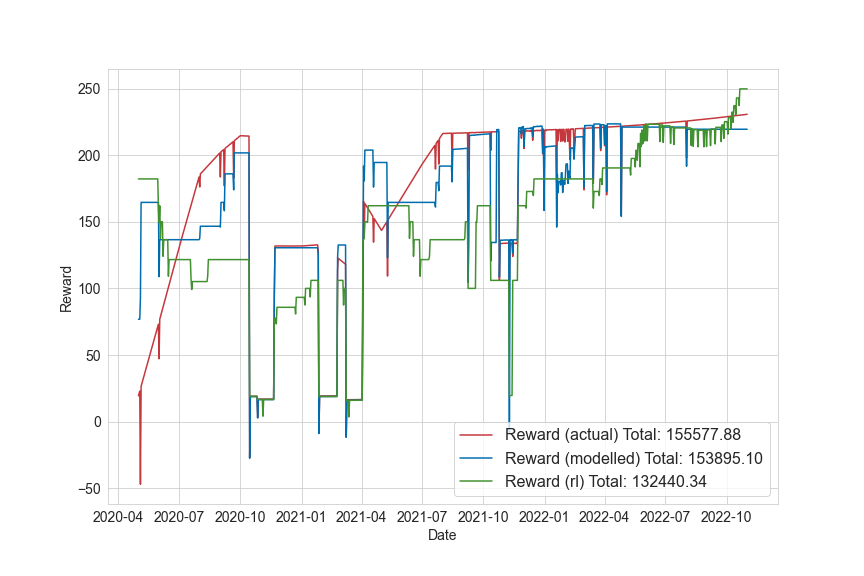 250
200
150
100
50
0
−50
Reward
Reward (actual) Total: 155577.88
Reward (modelled) Total: 153895.10
Reward (rl) Total: 132440.34
2020-04 2020-07 2020-10 2021-01 2021-04 2021-07 2021-10 2022-01 2022-04 2022-07 2022-10
Date